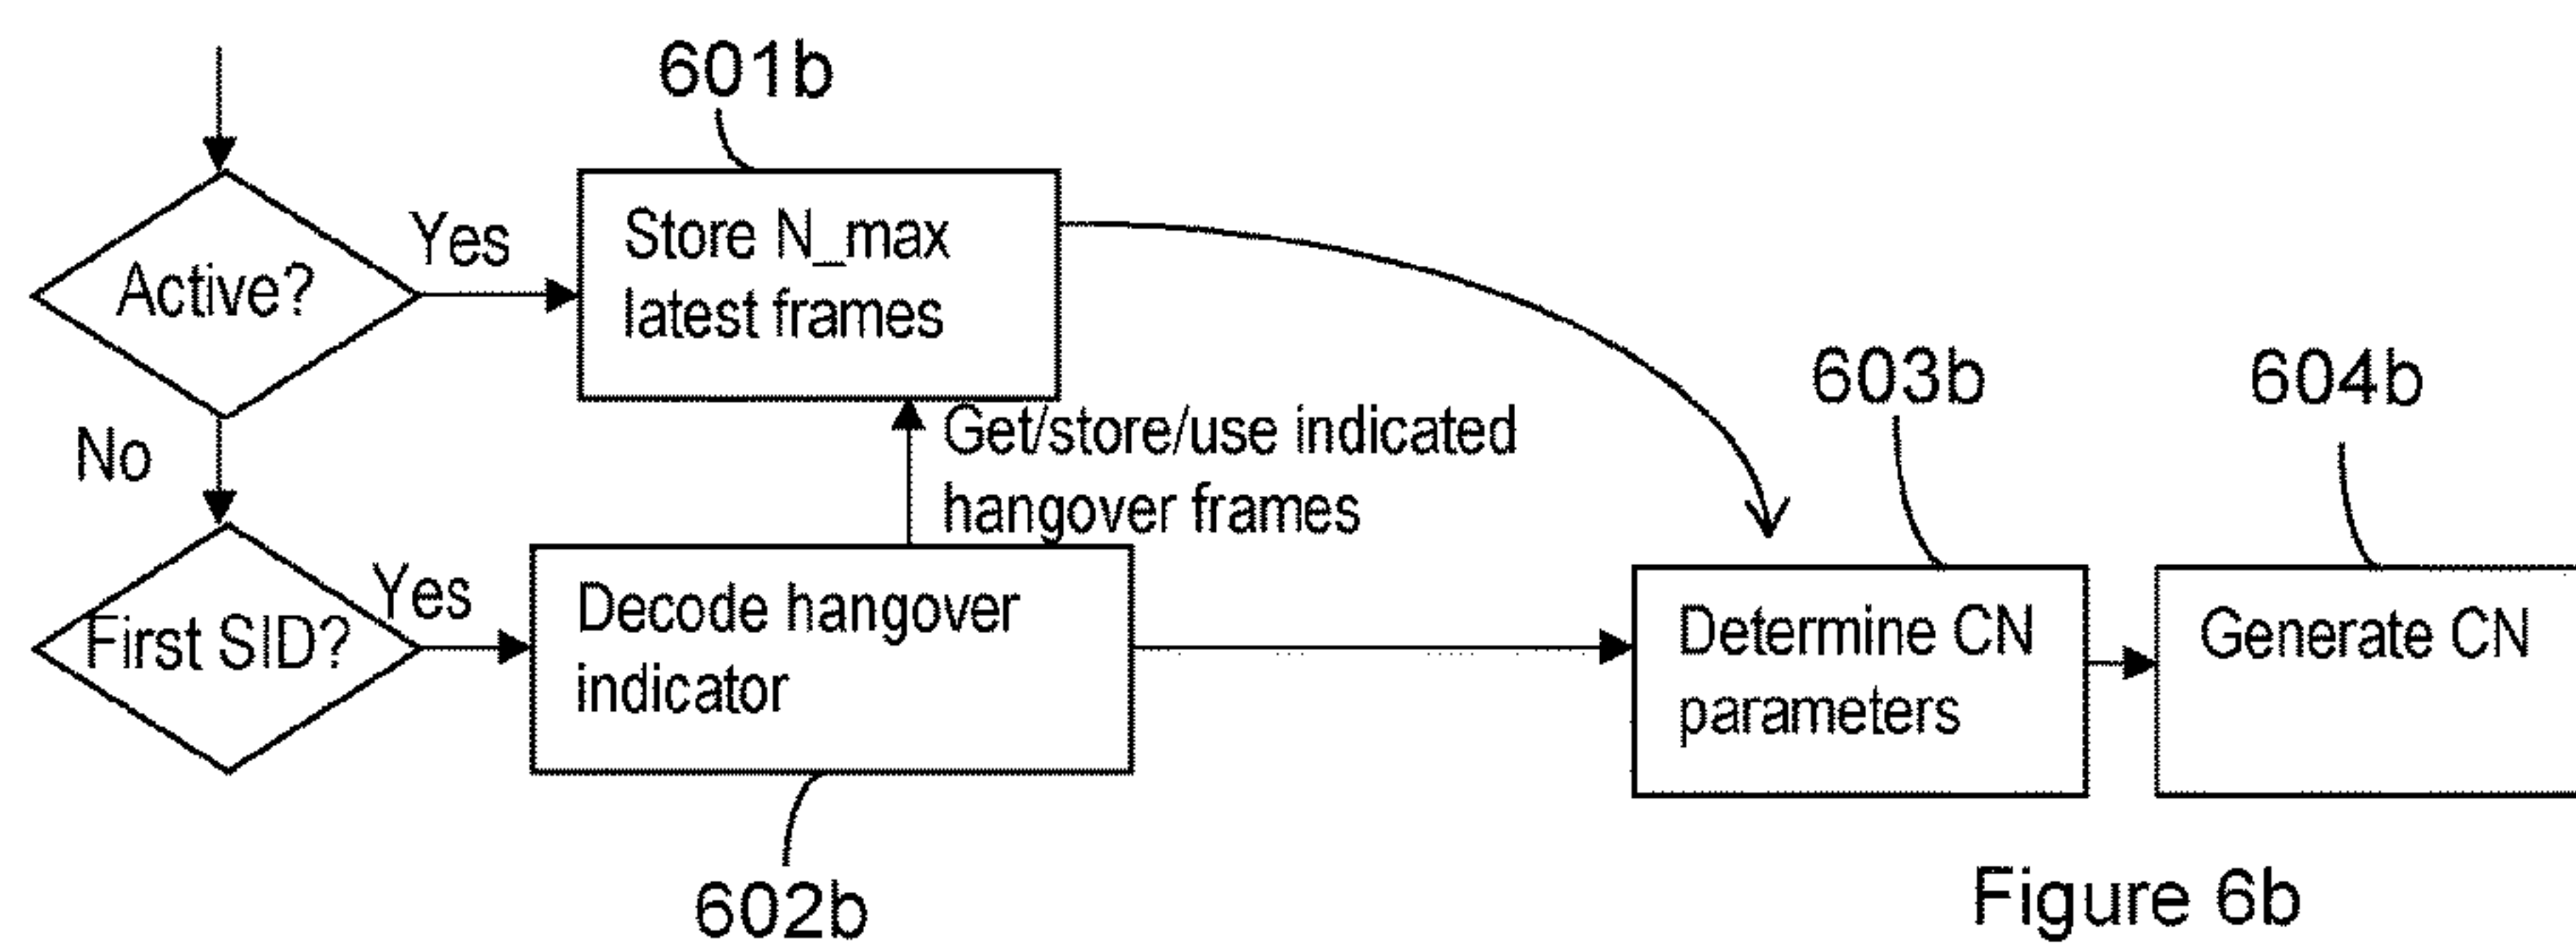 601b
Store N_max
latest frames
Yes
Active?
603b
604b
Get/store/use indicated
hangover frames
No
Yes
First SID?
Decode hangover
indicator
Determine CN
parameters
Generate CN
602b
Figure 6b